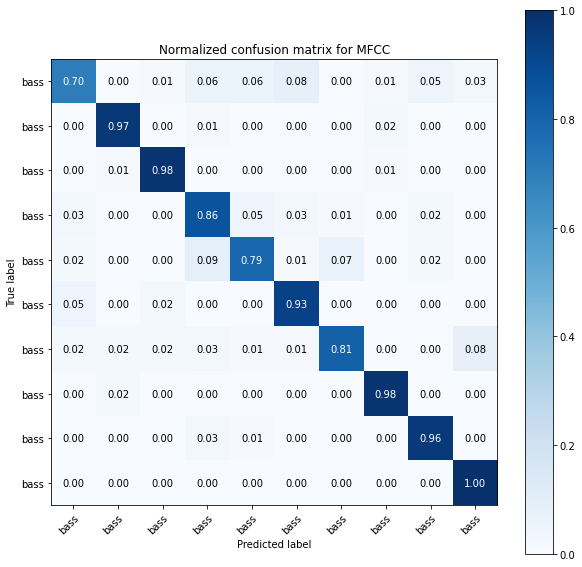 Normalized confusion matrix for MFCC
bass 0.70 0.00 0.01 0.06 0.06 0.08 0.00 0.01 0.05 0.03
bass 0.00 0.97 0.00 0.01 0.00 0.00 0.00 0.02 0.00 0.00
bass 0.00 0.01 0.98 0.00 0.00 0.00 0.00 0.01 0.00 0.00
bass 0.03 0.00 0.00 0.86 0.05 0.03 0.01 0.00 0.02 0.00
bass 0.02 0.00 0.00 0.09 0.79 0.01 0.07 0.00 0.02 0.00
bass 0.05 0.00 0.02 0.00 0.00 0.93 0.00 0.00 0.00 0.00
bass 0.02 0.02 0.02 0.03 0.01 0.01 0.81 0.00 0.00 0.08
bass 0.00 0.02 0.00 0.00 0.00 0.00 0.00 0.98 0.00 0.00
bass 0.00 0.00 0.00 0.03 0.01 0.00 0.00 0.00 0.96 0.00
bass 0.00 0.00 0.00 0.00 0.00 0.00 0.00 0.00 0.00 1.00
bass bass bass bass bass bass bass bass bass bass
Predicted label
True label
1.0
0.8
0.6
0.4
0.2
0.0